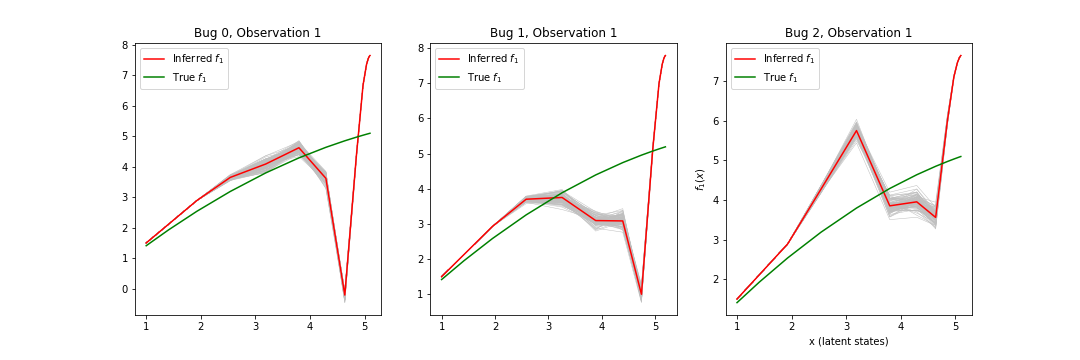 Bug 0, Observation 1
8
7
6
5
4
3
2
1
0
Inferred f₁
True f₁
1 2 3 4 5
Bug 1, Observation 1
8
7
6
5
4
3
2
1
Inferred f₁
True f₁
1 2 3 4 5
Bug 2, Observation 1
f₁(x)
7
6
5
4
3
2
Inferred f₁
True f₁
1 2 3 4 5
x (latent states)